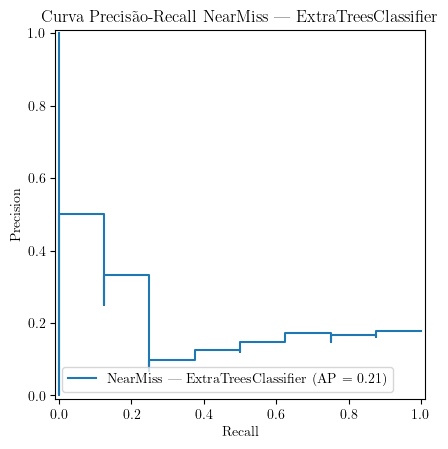 Curva Precisão-Recall NearMiss — ExtraTreesClassifier
1.0
0.8
0.6
0.4
0.2
0.0
Precision
NearMiss — ExtraTreesClassifier (AP = 0.21)
0.0 0.2 0.4 0.6 0.8 1.0
Recall